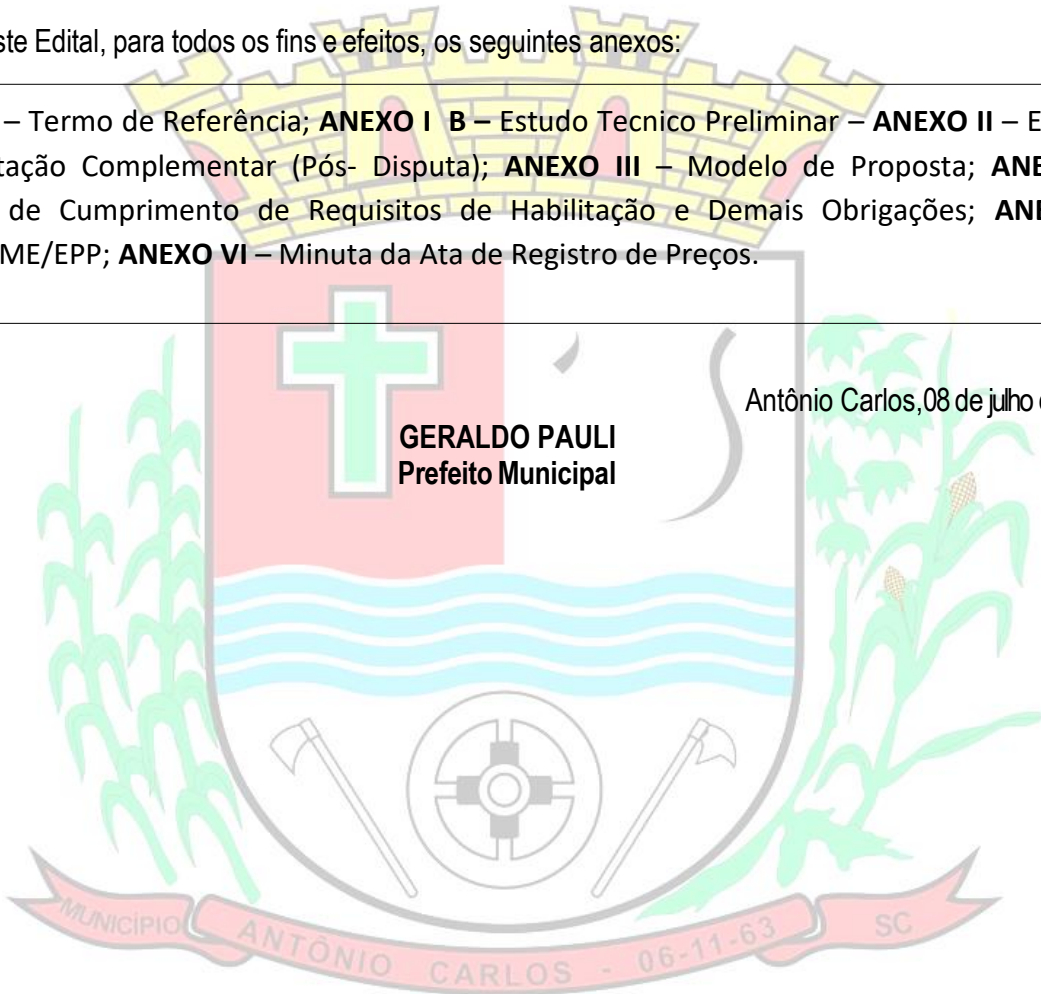 ste Edital, para todos os fins e efeitos, os seguintes anexos:
– Termo de Referência; ANEXO I B – Estudo Tecnico Preliminar – ANEXO II – E
tação Complementar (Pós- Disputa); ANEXO III – Modelo de Proposta; ANE
de Cumprimento de Requisitos de Habilitação e Demais Obrigações; ANE
ME/EPP; ANEXO VI – Minuta da Ata de Registro de Preços.
Antônio Carlos,08 de julho
GERALDO PAULI
Prefeito Municipal
MUNICÍPIO ANTÔNIO CARLOS - 06-11-63 SC